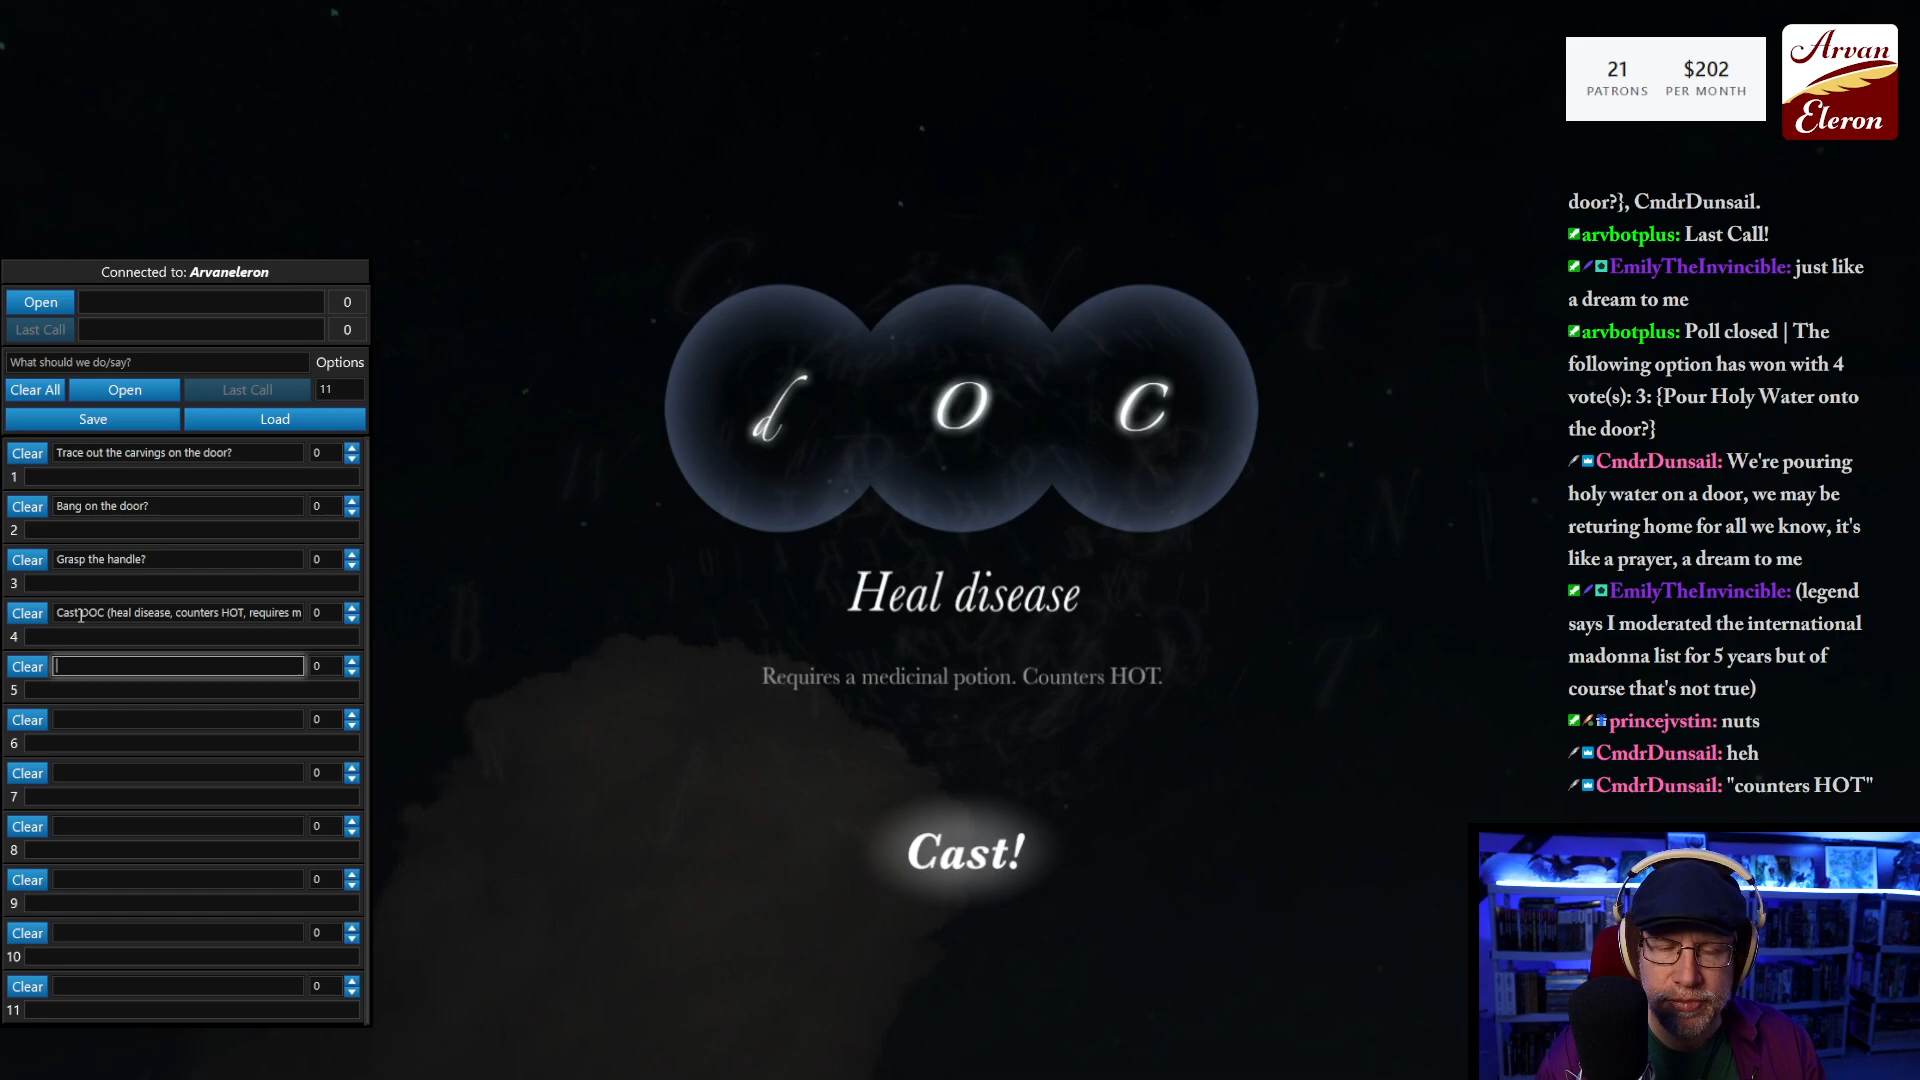 Connected to: Arvaneleron
Open
0
Last Call
0
What should we do/say?
Options
Clear All
Open
Last Call
11
Save
Load
Clear
Trace out the carvings on the door?
0
1
Clear
Bang on the door?
0
2
Clear
Grasp the handle?
0
3
Clear
Cast DOC (heal disease, counters HOT, requires m
0
4
Clear
0
5
Clear
0
6
Clear
0
7
Clear
0
8
Clear
0
9
Clear
0
10
Clear
0
11
d O C
Heal disease
Requires a medicinal potion. Counters HOT.
Cast!
21
PATRONS
$202
PER MONTH
Arvan
Eleron
door?}, CmdrDunsail.
arvbotplus: Last Call!
EmilyTheInvincible: just like
a dream to me
arvbotplus: Poll closed | The
following option has won with 4
vote(s): 3: {Pour Holy Water onto
the door?}
CmdrDunsail: We're pouring
holy water on a door, we may be
returing home for all we know, it's
like a prayer, a dream to me
EmilyTheInvincible: (legend
says I moderated the international
madonna list for 5 years but of
course that's not true)
princejvstin: nuts
CmdrDunsail: heh
CmdrDunsail: "counters HOT"